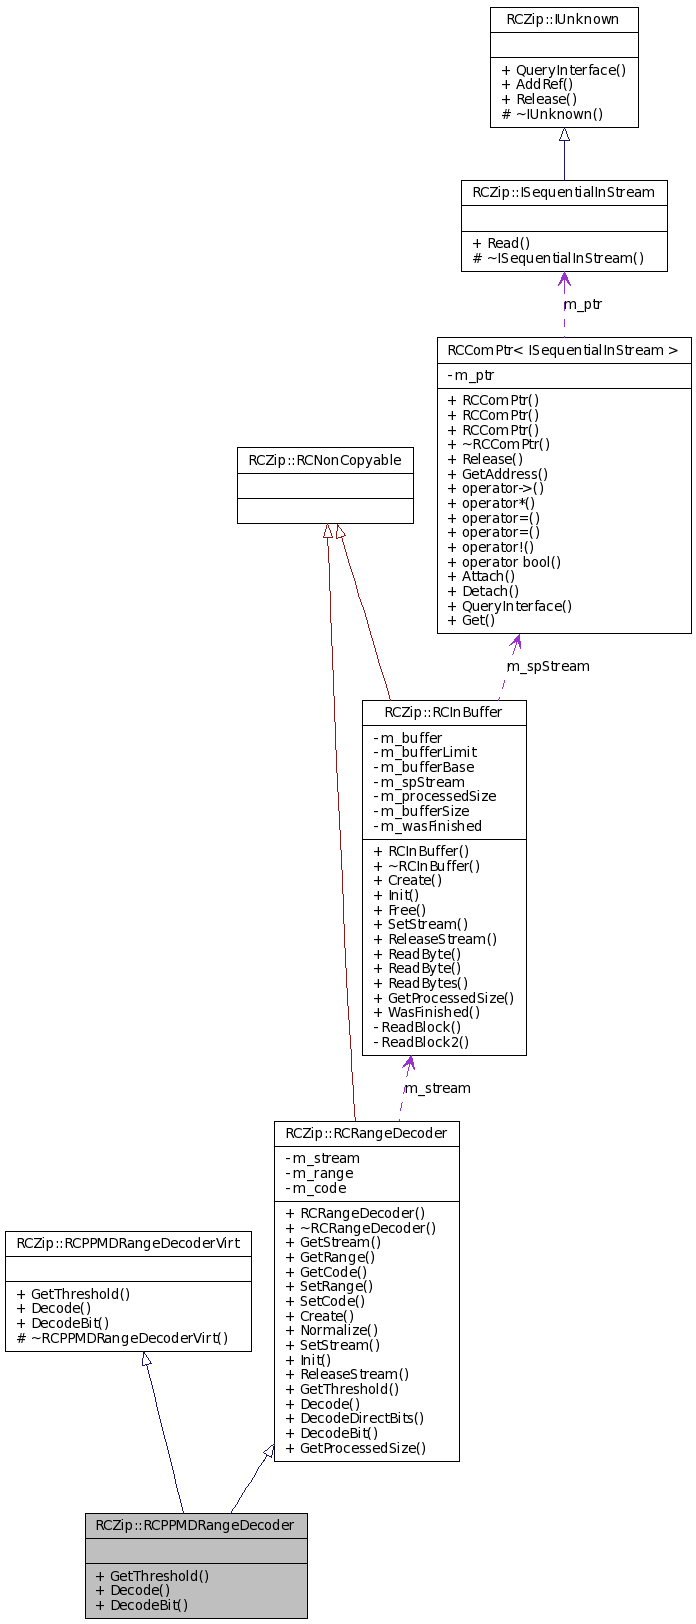 RCZip::IUnknown
+ QueryInterface()
+ AddRef()
+ Release()
# ~IUnknown()
RCZip::ISequentialInStream
+ Read()
# ~ISequentialInStream()
m_ptr
RCComPtr< ISequentialInStream >
- m_ptr
+ RCComPtr()
+ RCComPtr()
+ RCComPtr()
+ ~RCComPtr()
+ Release()
+ GetAddress()
+ operator->()
+ operator*()
+ operator=()
+ operator=()
+ operator!()
+ operator bool()
+ Attach()
+ Detach()
+ QueryInterface()
+ Get()
RCZip::RCNonCopyable
m_spStream
RCZip::RCInBuffer
- m_buffer
- m_bufferLimit
- m_bufferBase
- m_spStream
- m_processedSize
- m_bufferSize
- m_wasFinished
+ RCInBuffer()
+ ~RCInBuffer()
+ Create()
+ Init()
+ Free()
+ SetStream()
+ ReleaseStream()
+ ReadByte()
+ ReadByte()
+ ReadBytes()
+ GetProcessedSize()
+ WasFinished()
- ReadBlock()
- ReadBlock2()
m_stream
RCZip::RCRangeDecoder
- m_stream
- m_range
- m_code
+ RCRangeDecoder()
+ ~RCRangeDecoder()
+ GetStream()
+ GetRange()
+ GetCode()
+ SetRange()
+ SetCode()
+ Create()
+ Normalize()
+ SetStream()
+ Init()
+ ReleaseStream()
+ GetThreshold()
+ Decode()
+ DecodeDirectBits()
+ DecodeBit()
+ GetProcessedSize()
RCZip::RCPPMDRangeDecoderVirt
+ GetThreshold()
+ Decode()
+ DecodeBit()
# ~RCPPMDRangeDecoderVirt()
RCZip::RCPPMDRangeDecoder
+ GetThreshold()
+ Decode()
+ DecodeBit()